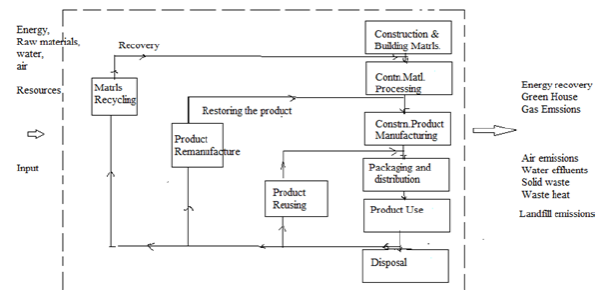 Energy,
Raw materials,
water,
air
Resources
Input
Recovery
Matrls
Recycling
Restoring the product
Product
Remanufacture
Product
Reusing
Construction &
Building Matrls.
Contn.Matl.
Processing
Constrn.Product
Manufacturing
Packaging and
distribution
Product Use
Disposal
Energy recovery
Green House
Gas Emssions
Air emissions
Water effluents
Solid waste
Waste heat
Landfill emissions